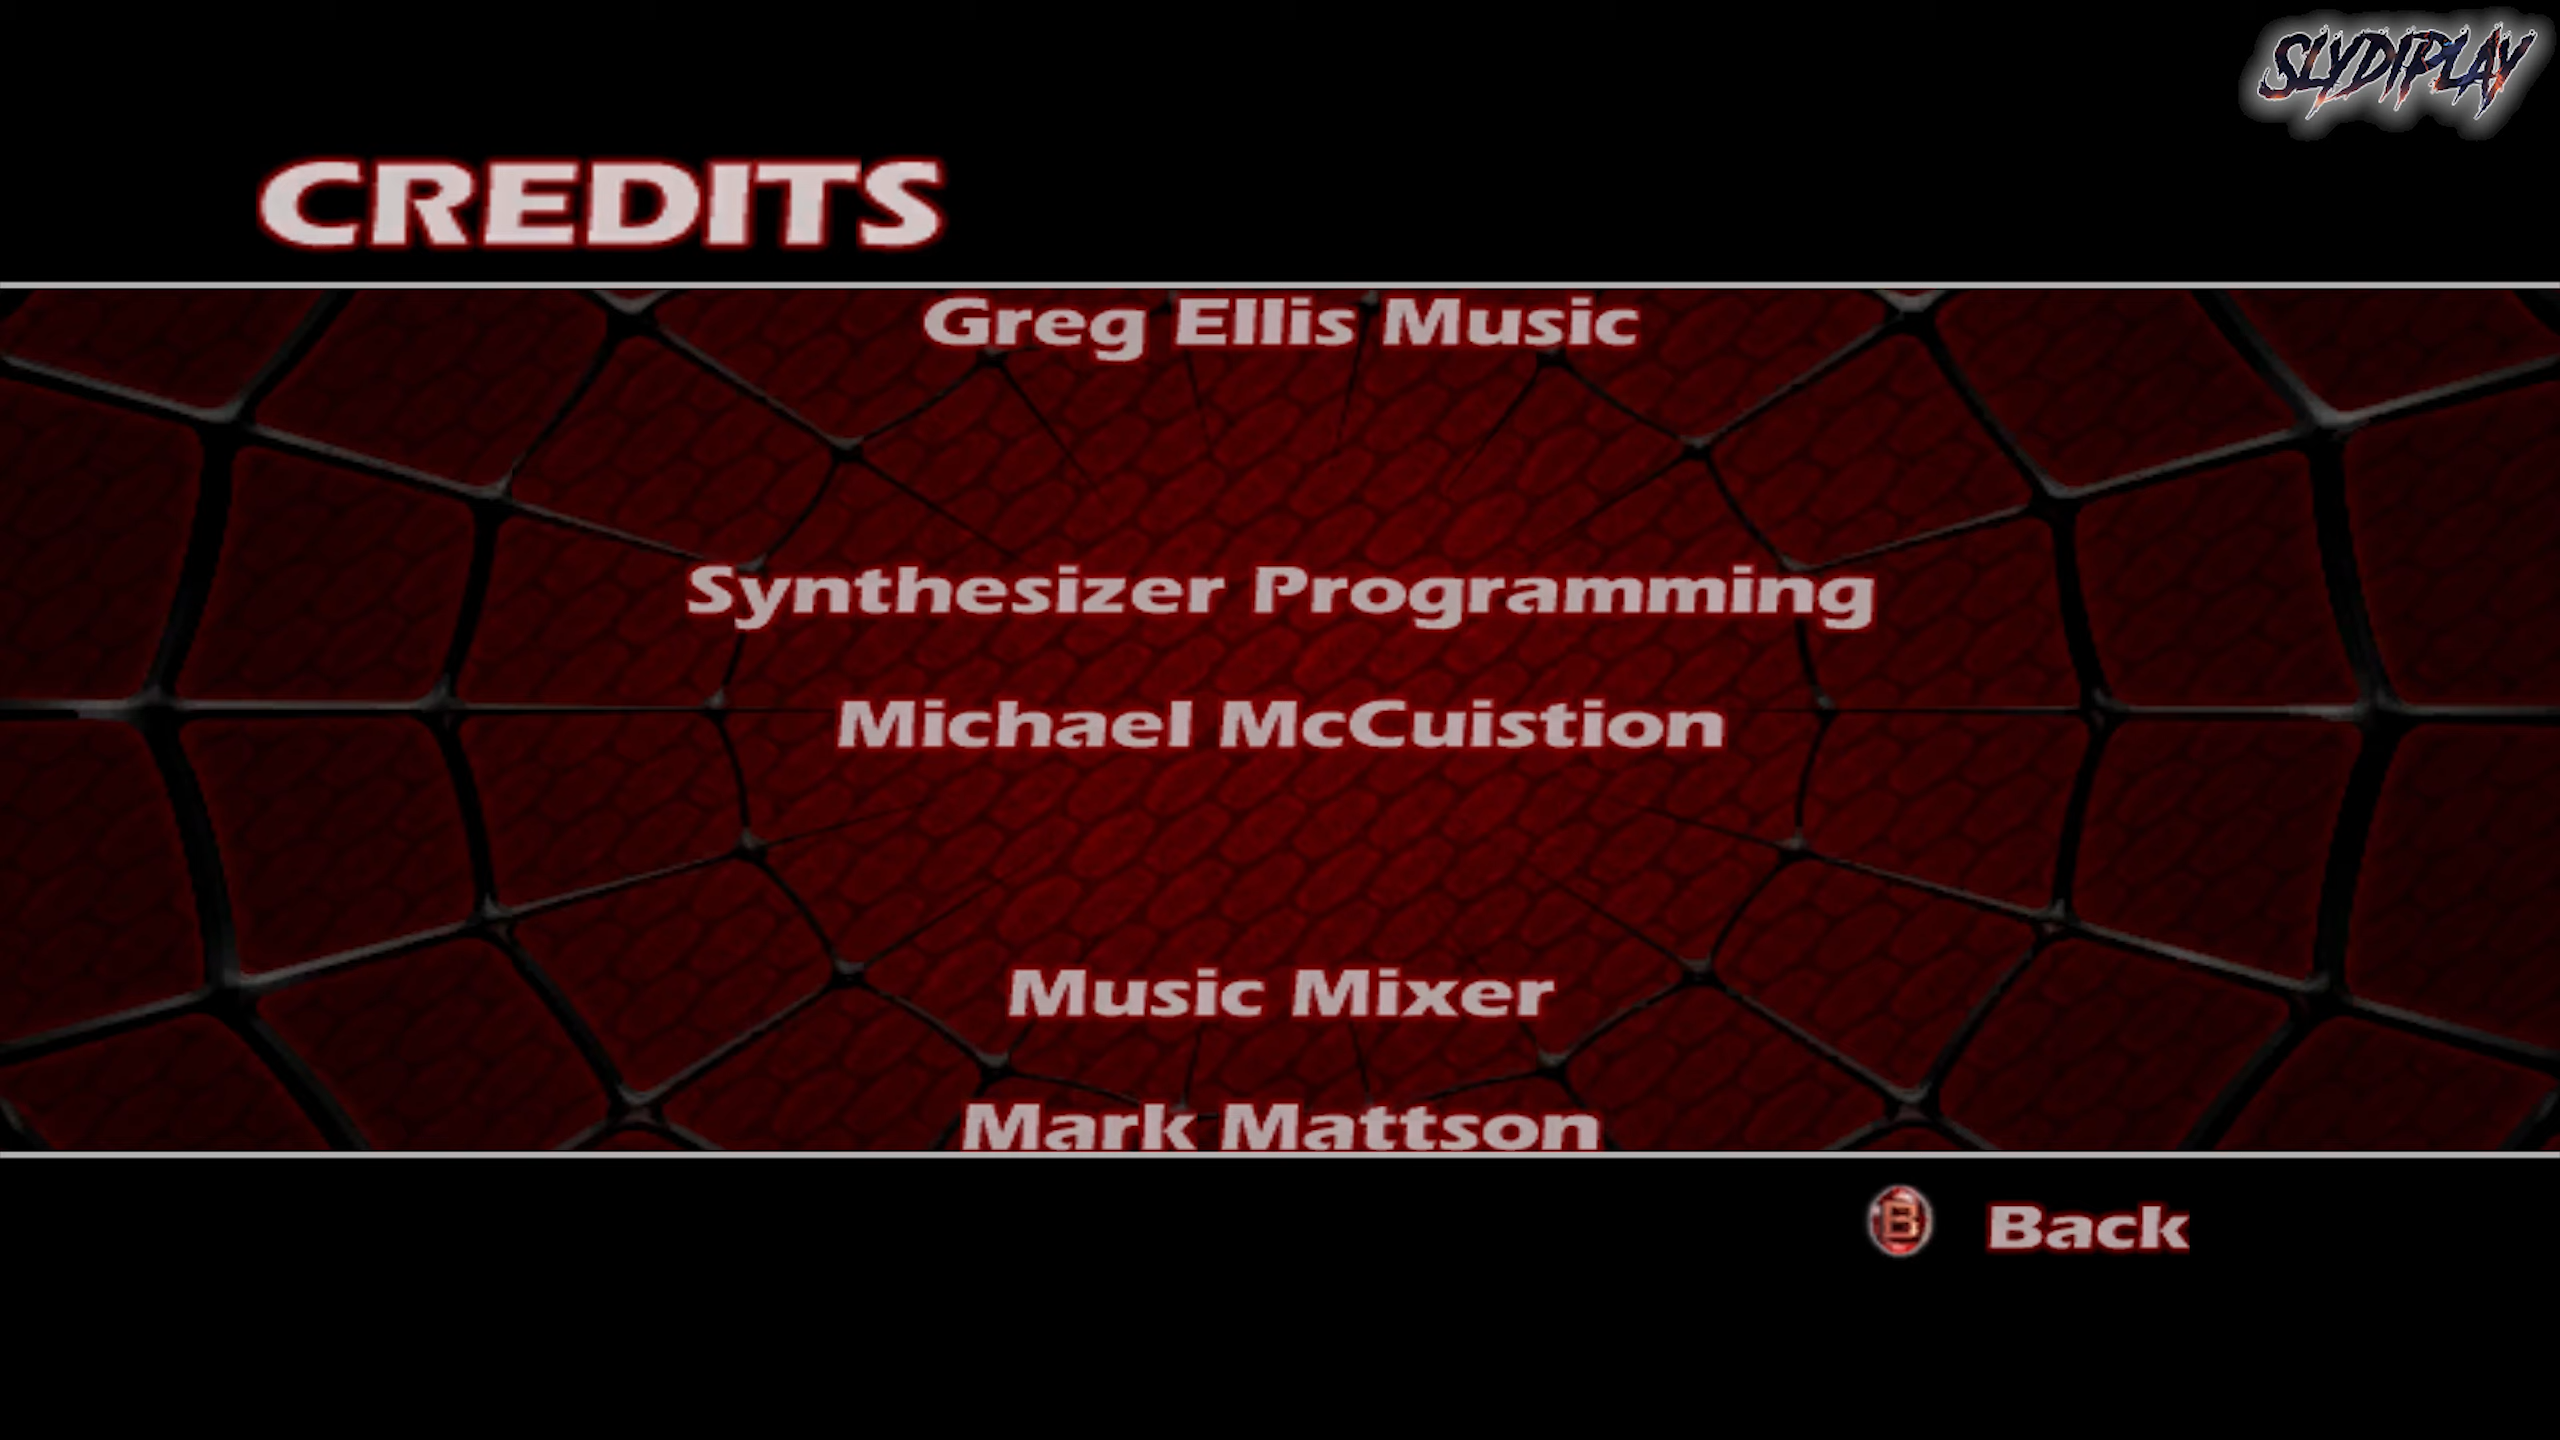 SLYDIPLAY
CREDITS
Greg Ellis Music
Synthesizer Programming
Michael McCuistion
Music Mixer
Mark Mattson
B Back